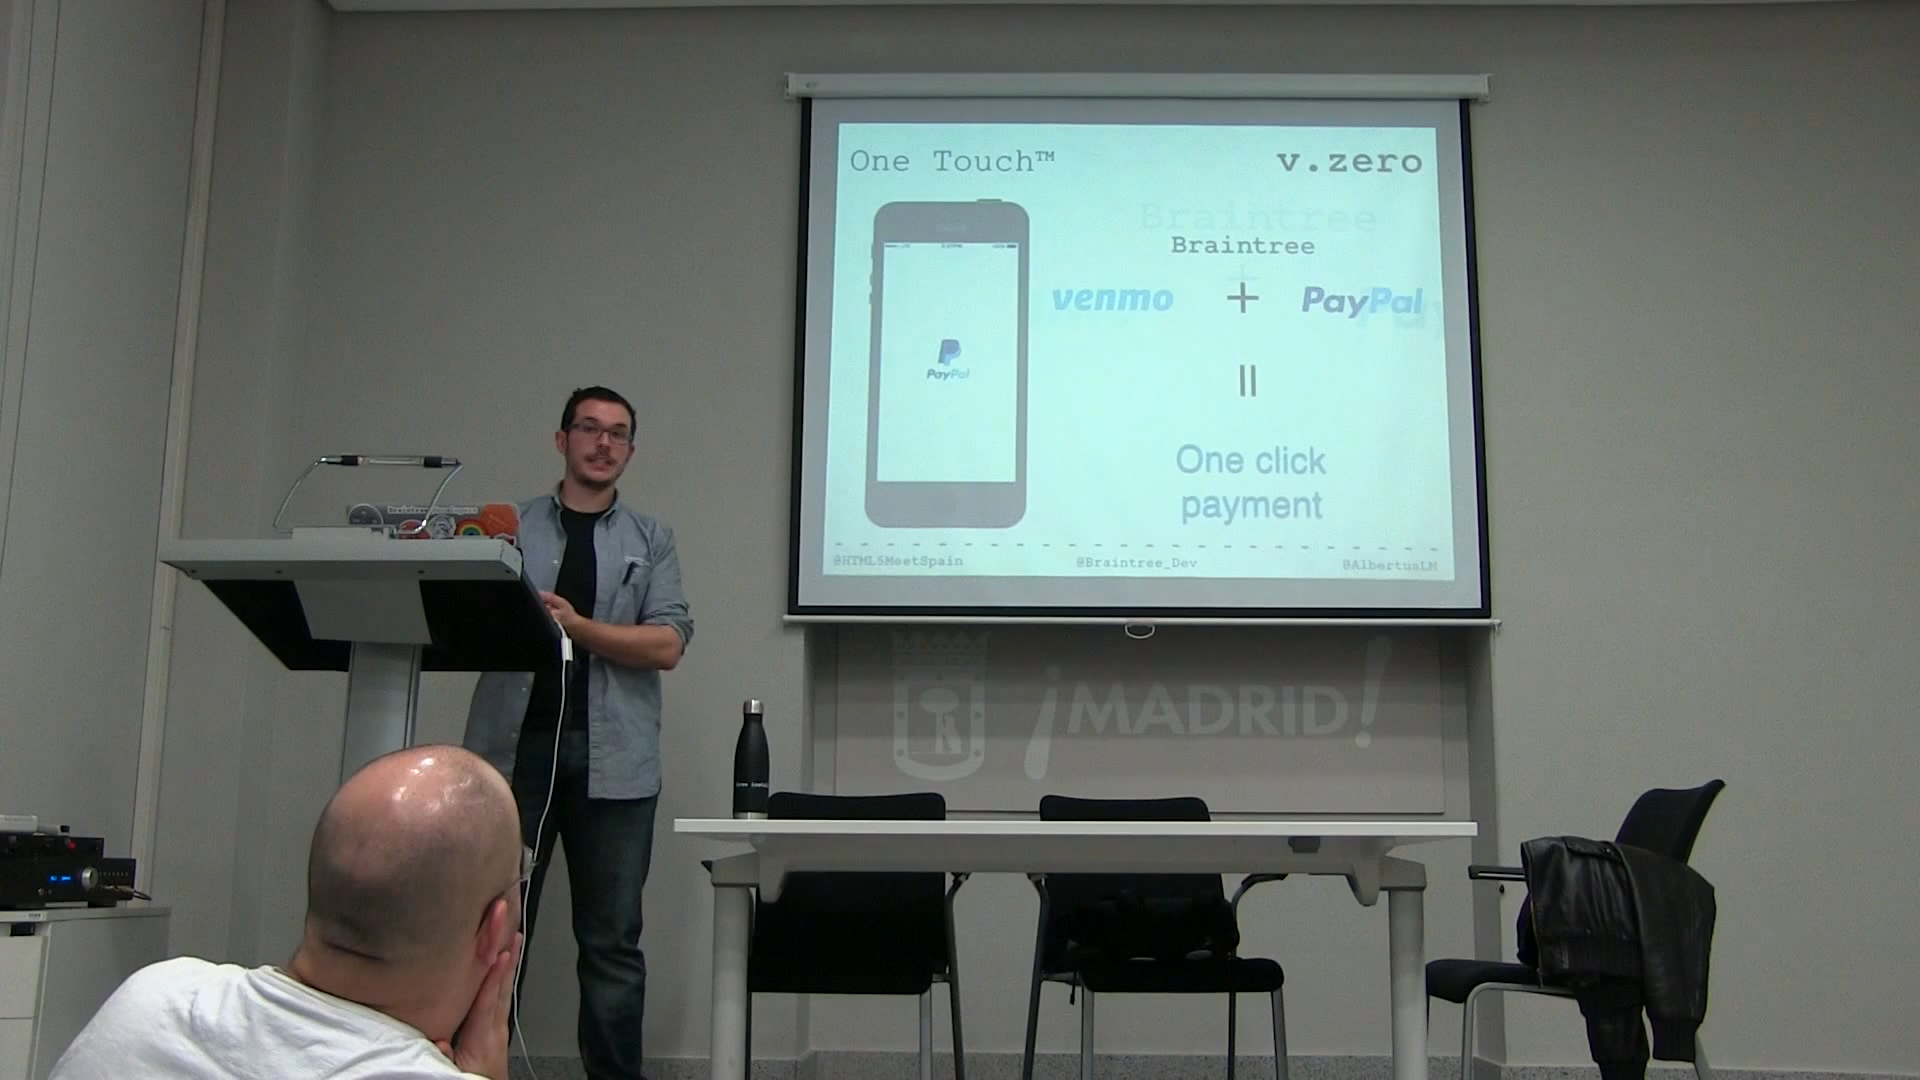 One Touch™
v.zero
Braintree
venmo + PayPal
PayPal
One click
payment
@HTML5MeetSpain
@Braintree_Dev
@AlbertusLM
¡MADRID!